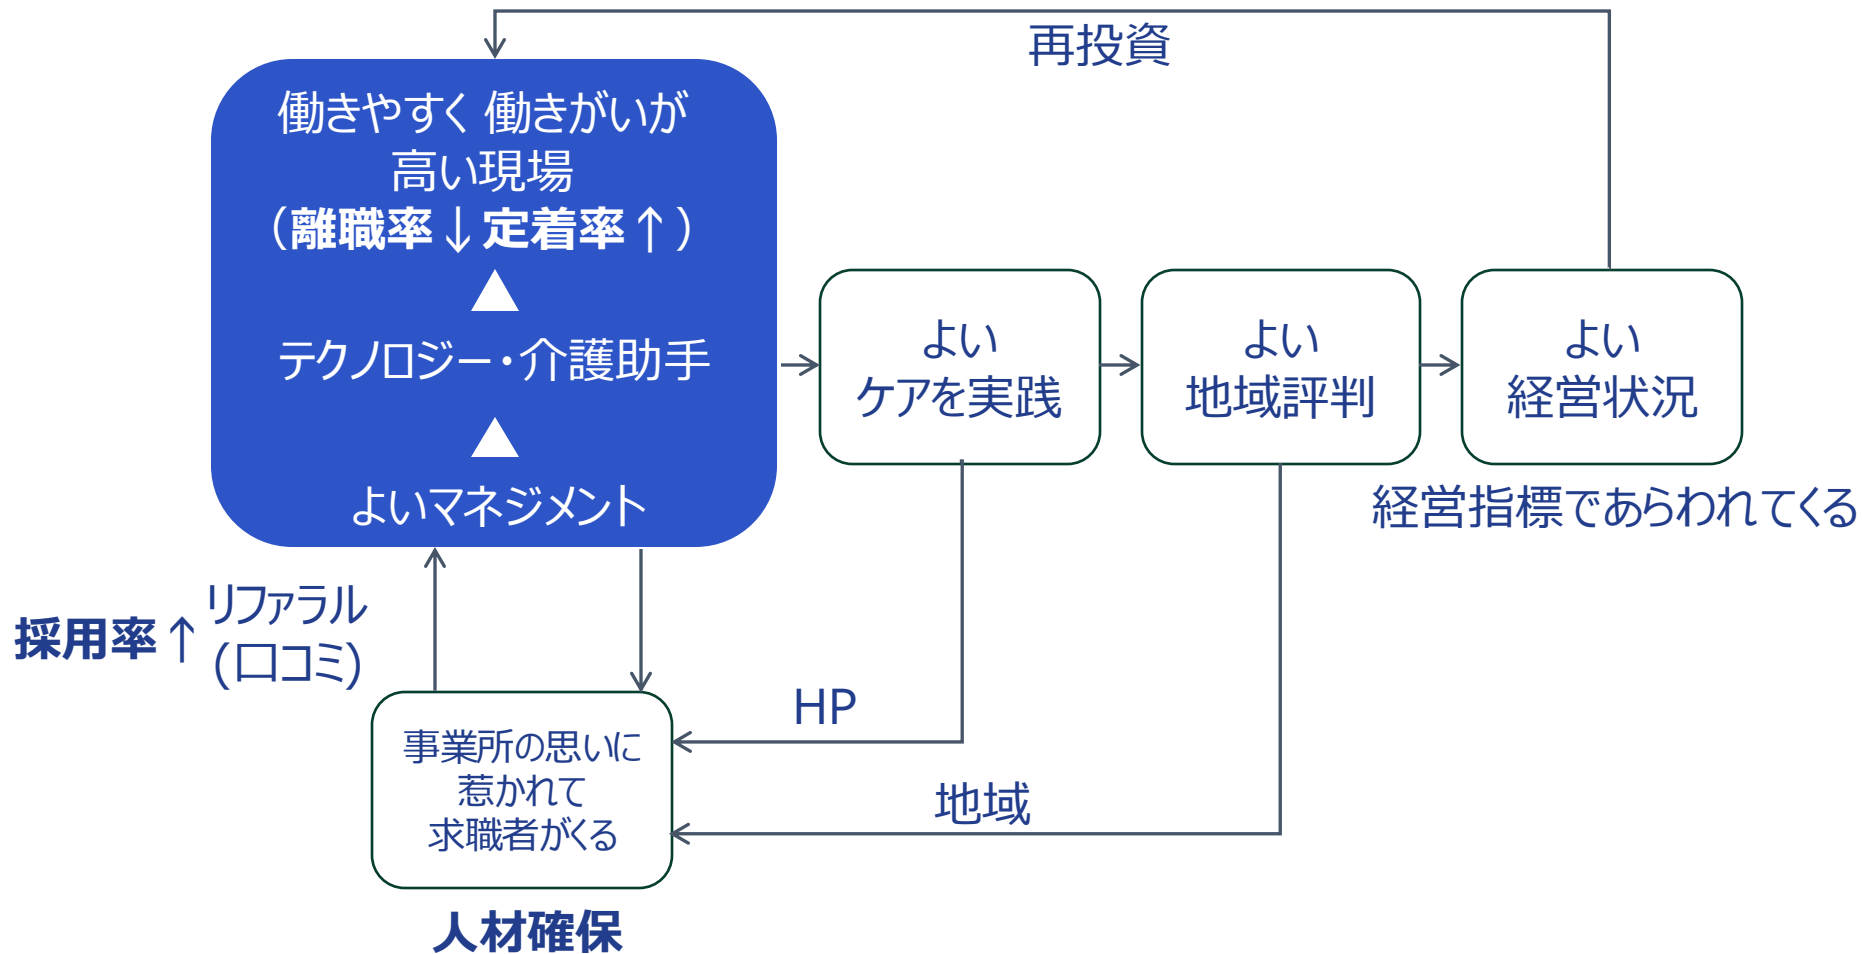 再投資
働きやすく 働きがいが
高い現場
（離職率↓定着率↑）
テクノロジー・介護助手
よいマネジメント
よい
ケアを実践
よい
地域評判
よい
経営状況
経営指標であらわれてくる
採用率↑
リファラル
(口コミ)
HP
地域
事業所の思いに
惹かれて
求職者がくる
人材確保